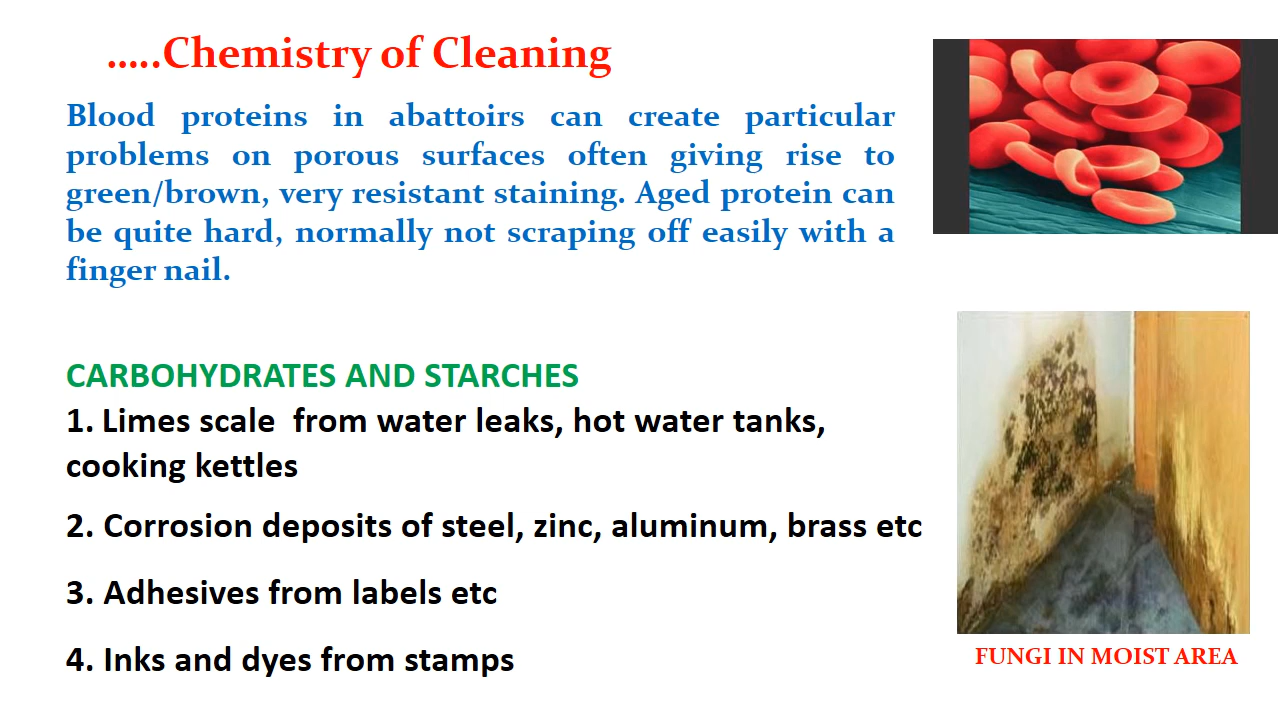 .....Chemistry of Cleaning
Blood proteins in abattoirs can create particular
problems on porous surfaces often giving rise to
green/brown, very resistant staining. Aged protein can
be quite hard, normally not scraping off easily with a
finger nail.
CARBOHYDRATES AND STARCHES
1. Limes scale  from water leaks, hot water tanks,
cooking kettles
2. Corrosion deposits of steel, zinc, aluminum, brass etc
3. Adhesives from labels etc
4. Inks and dyes from stamps
FUNGI IN MOIST AREA